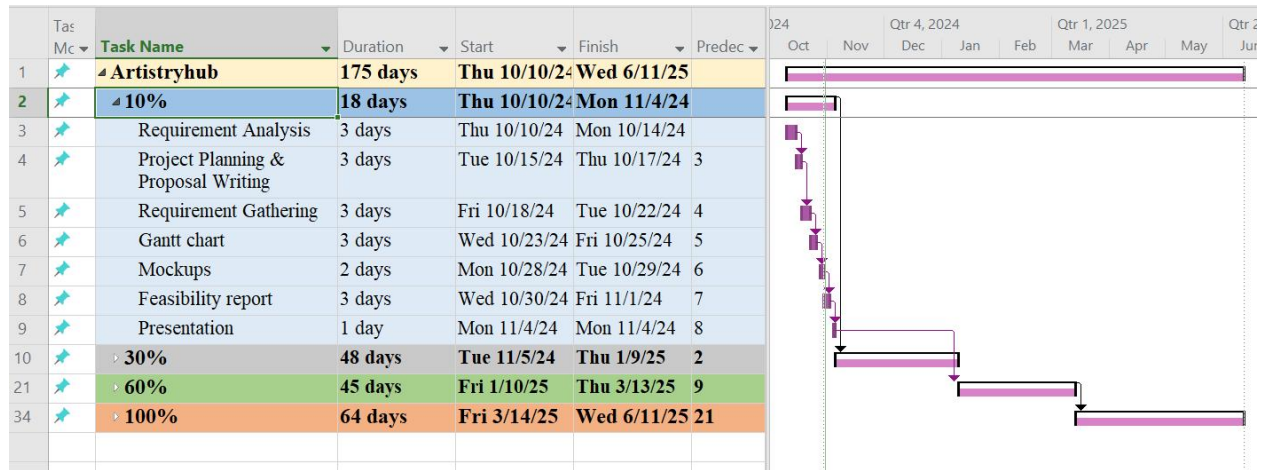 Tas
Mc Task Name Duration Start Finish Predec
024 Qtr 4, 2024 Qtr 1, 2025 Qtr 2
Oct Nov Dec Jan Feb Mar Apr May Jun
1 Artistryhub 175 days Thu 10/10/24 Wed 6/11/25
2 10% 18 days Thu 10/10/24 Mon 11/4/24
3 Requirement Analysis 3 days Thu 10/10/24 Mon 10/14/24
4 Project Planning & 3 days Tue 10/15/24 Thu 10/17/24 3
Proposal Writing
5 Requirement Gathering 3 days Fri 10/18/24 Tue 10/22/24 4
6 Gantt chart 3 days Wed 10/23/24 Fri 10/25/24 5
7 Mockups 2 days Mon 10/28/24 Tue 10/29/24 6
8 Feasibility report 3 days Wed 10/30/24 Fri 11/1/24 7
9 Presentation 1 day Mon 11/4/24 Mon 11/4/24 8
10 30% 48 days Tue 11/5/24 Thu 1/9/25 2
21 60% 45 days Fri 1/10/25 Thu 3/13/25 9
34 100% 64 days Fri 3/14/25 Wed 6/11/25 21